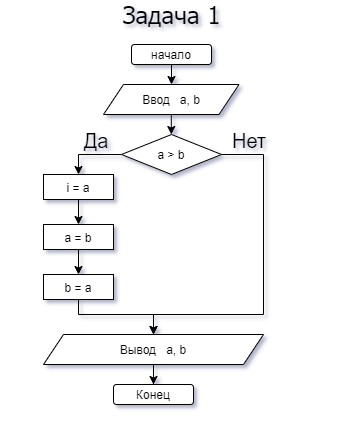 Задача 1
начало
Ввод a, b
Да
Нет
a > b
i = a
a = b
b = a
Вывод a, b
Конец